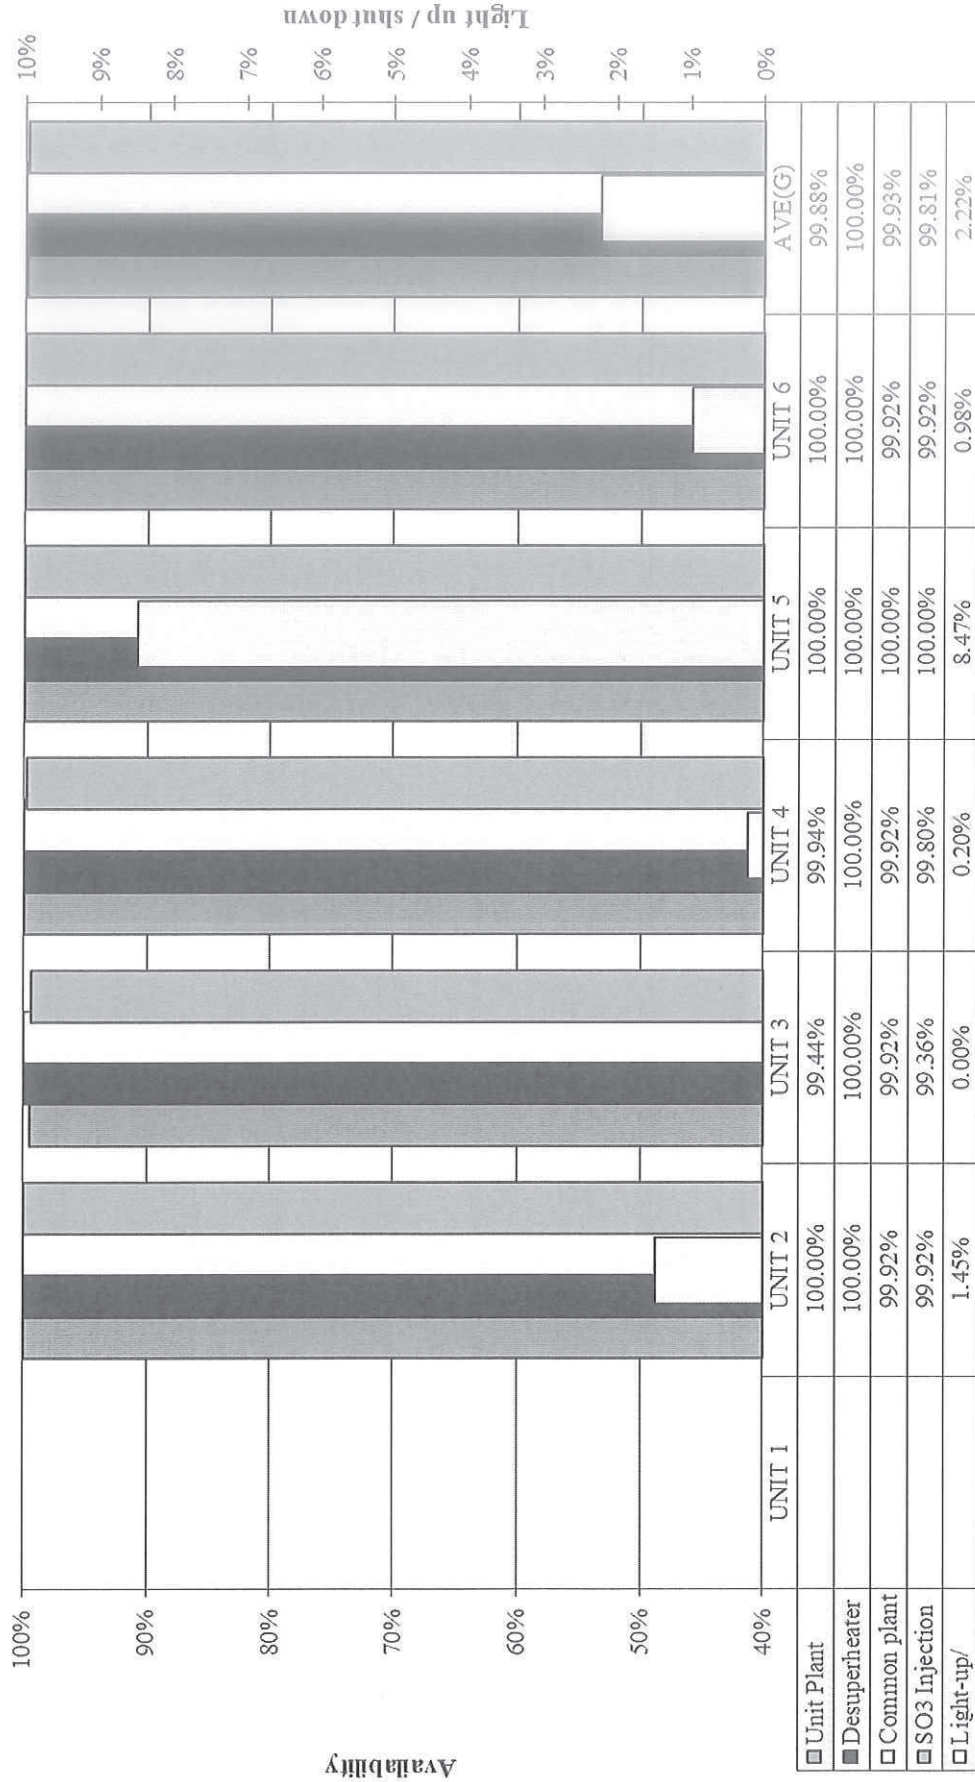 Light up / shut down
10%
9%
8%
7%
6%
5%
4%
3%
2%
1%
0%
Availability
100%
90%
80%
70%
60%
50%
40%
UNIT 1 UNIT 2 UNIT 3 UNIT 4 UNIT 5 UNIT 6 AVE(G)
Unit Plant 100.00% 99.44% 99.94% 100.00% 100.00% 99.88%
Desuperheater 100.00% 100.00% 100.00% 100.00% 100.00% 100.00%
Common plant 99.92% 99.92% 99.92% 100.00% 99.92% 99.93%
SO3 Injection 99.92% 99.36% 99.80% 100.00% 99.92% 99.81%
Light-up/ 1.45% 0.00% 0.20% 8.47% 0.98% 2.22%